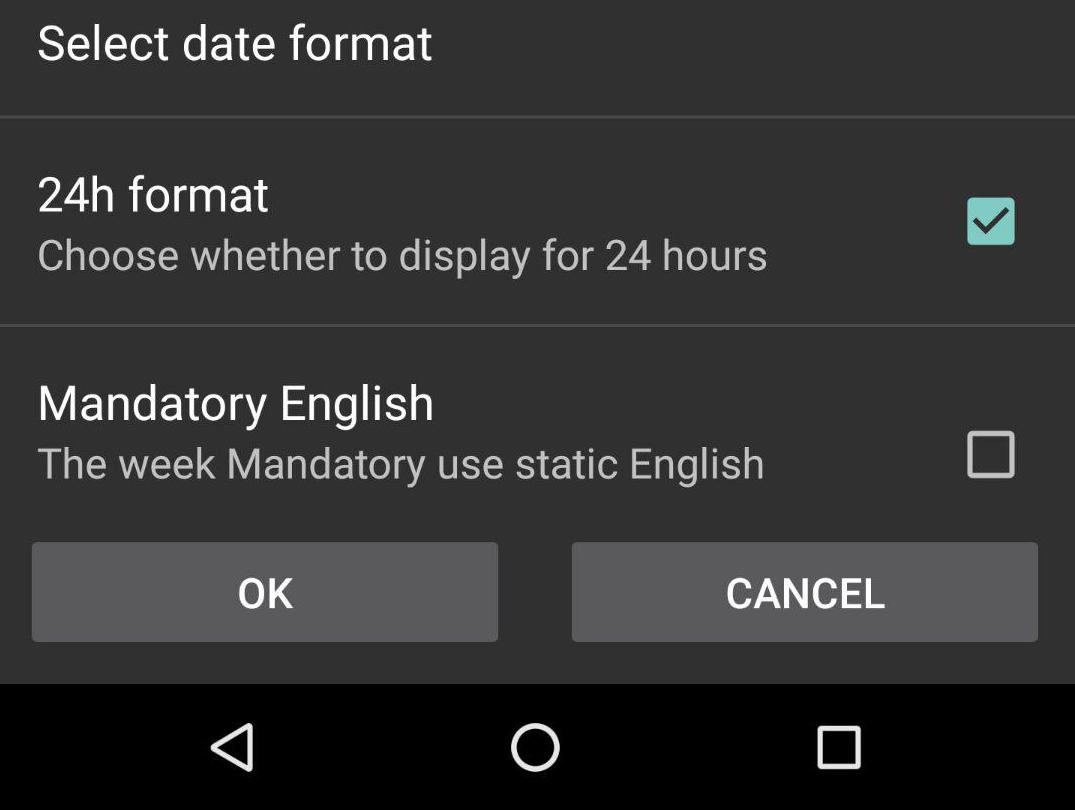 Select date format
24h format
Choose whether to display for 24 hours
Mandatory English
The week Mandatory use static English
OK
CANCEL